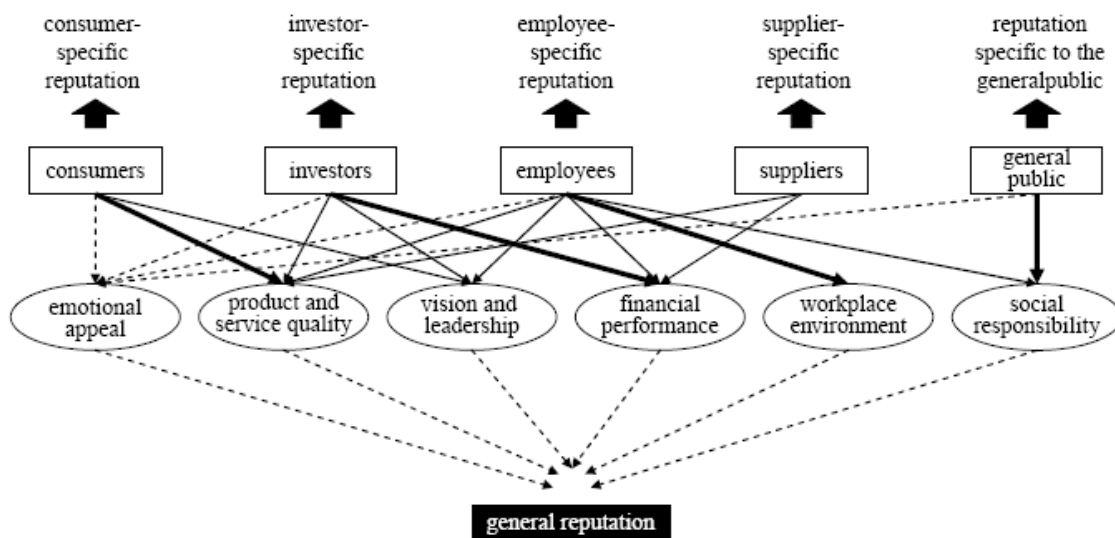 consumer-
specific
reputation
investor-
specific
reputation
employee-
specific
reputation
supplier-
specific
reputation
reputation
specific to the
generalpublic
consumers
investors
employees
suppliers
general
public
emotional
appeal
product and
service quality
vision and
leadership
financial
performance
workplace
environment
social
responsibility
general reputation